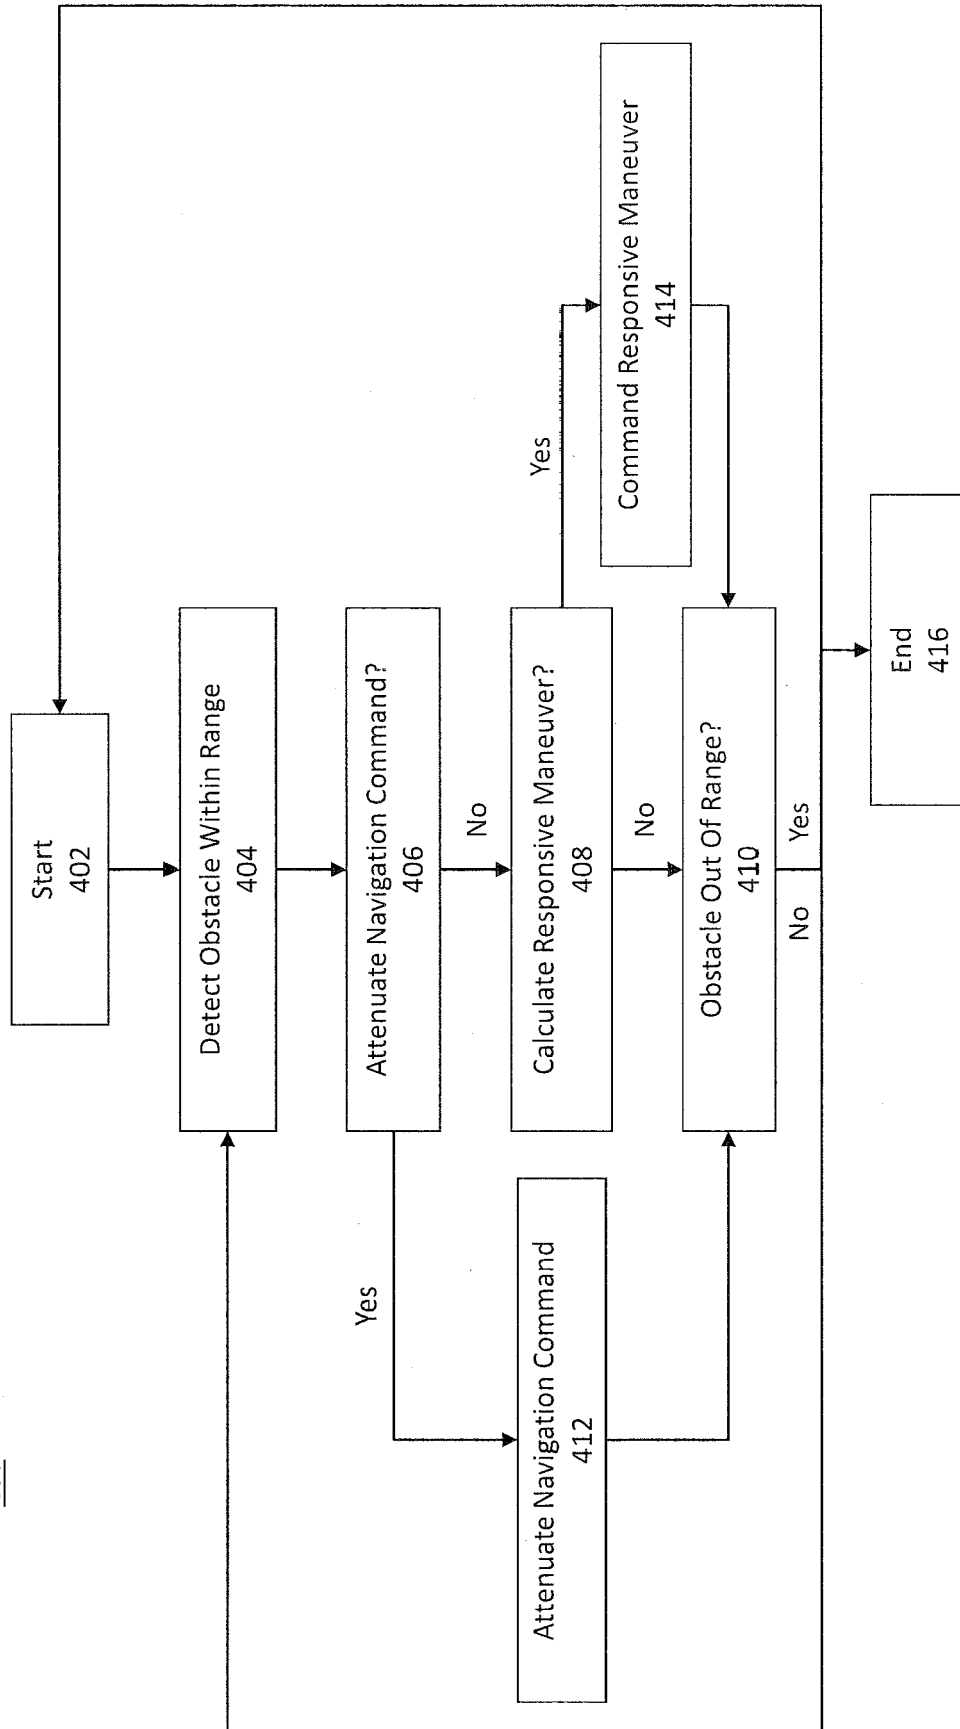 Start
402
Detect Obstacle Within Range
404
Attenuate Navigation Command?
406
Yes
No
Attenuate Navigation Command
412
Calculate Responsive Maneuver?
408
Yes
No
Command Responsive Maneuver
414
Obstacle Out Of Range?
410
No
Yes
End
416